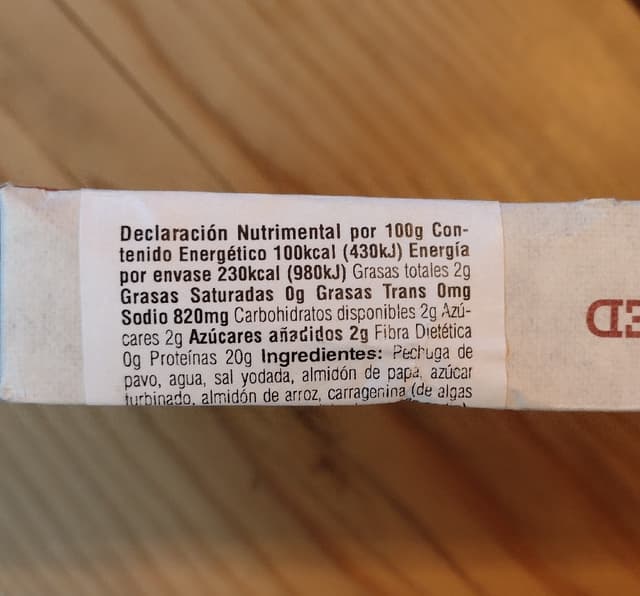 Declaración Nutrimental por 100g Con-
tenido Energético 100kcal (430kJ) Energía
por envase 230kcal (980kJ) Grasas totales 2g
Grasas Saturadas 0g Grasas Trans 0mg
Sodio 820mg Carbohidratos disponibles 2g Azú-
cares 2g Azúcares añadidos 2g Fibra Dietética
0g Proteínas 20g Ingredientes: Pechuga de
pavo, agua, sal yodada, almidón de papa, azúcar
turbinado, almidón de arroz, carragenina (de algas
ED